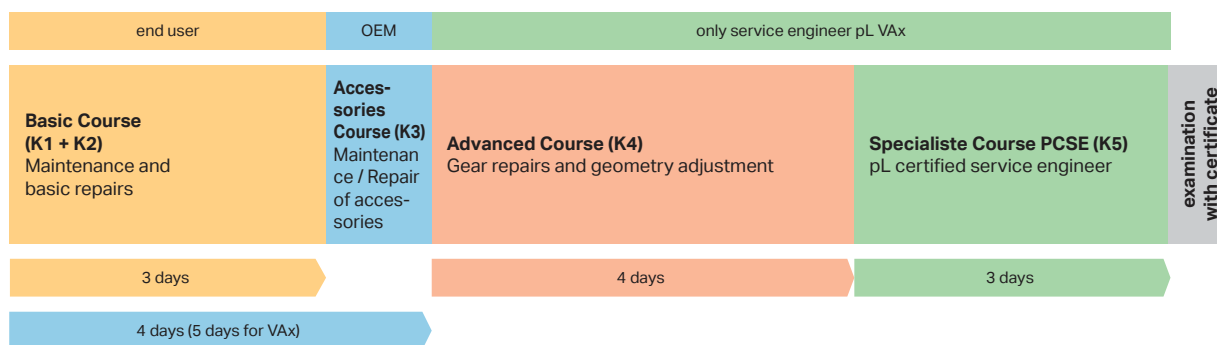 end user
OEM
only service engineer pL VAx
Basic Course
(K1 + K2)
Maintenance and
basic repairs
Acces-
sories
Course (K3)
Maintenan
ce / Repair
of acces-
sories
Advanced Course (K4)
Gear repairs and geometry adjustment
Specialiste Course PCSE (K5)
pL certified service engineer
examination
with certificate
3 days
4 days
3 days
4 days (5 days for VAx)